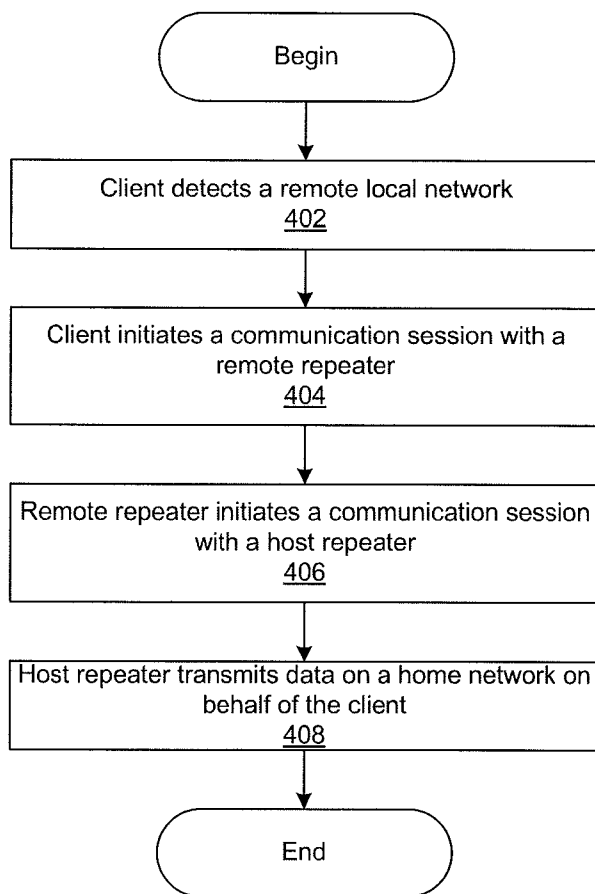 Begin
Client detects a remote local network
402
Client initiates a communication session with a
remote repeater
404
Remote repeater initiates a communication session
with a host repeater
406
Host repeater transmits data on a home network on
behalf of the client
408
End